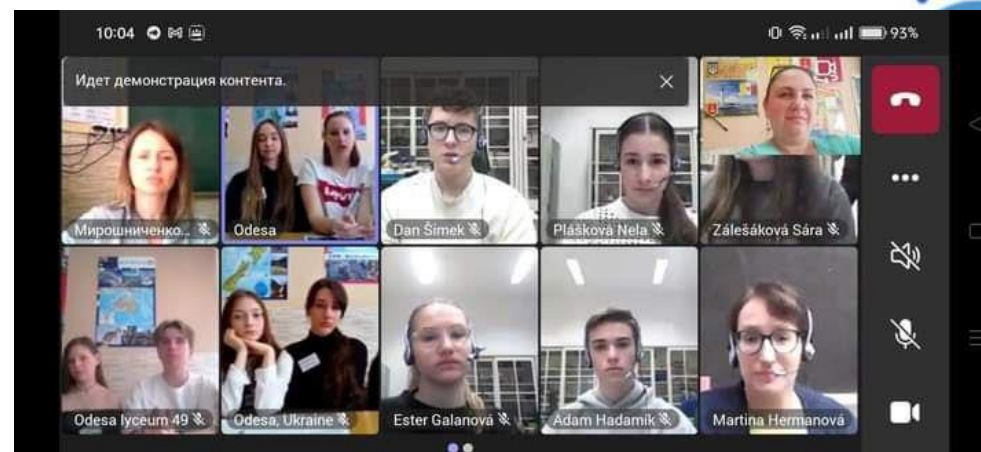 10:04
93%
Идет демонстрация контента.
Мирошниченко...
Odesa
Dan Šimek
Plášková Nela
Zálešáková Sára
Odesa lyceum 49
Odesa, Ukraine
Ester Galanová
Adam Hadamík
Martina Hermanová